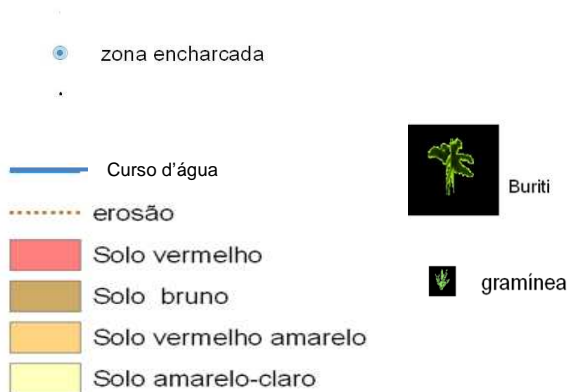 zona encharcada
Curso d'água
erosão
Solo vermelho
Solo bruno
Solo vermelho amarelo
Solo amarelo-claro
Buriti
gramínea